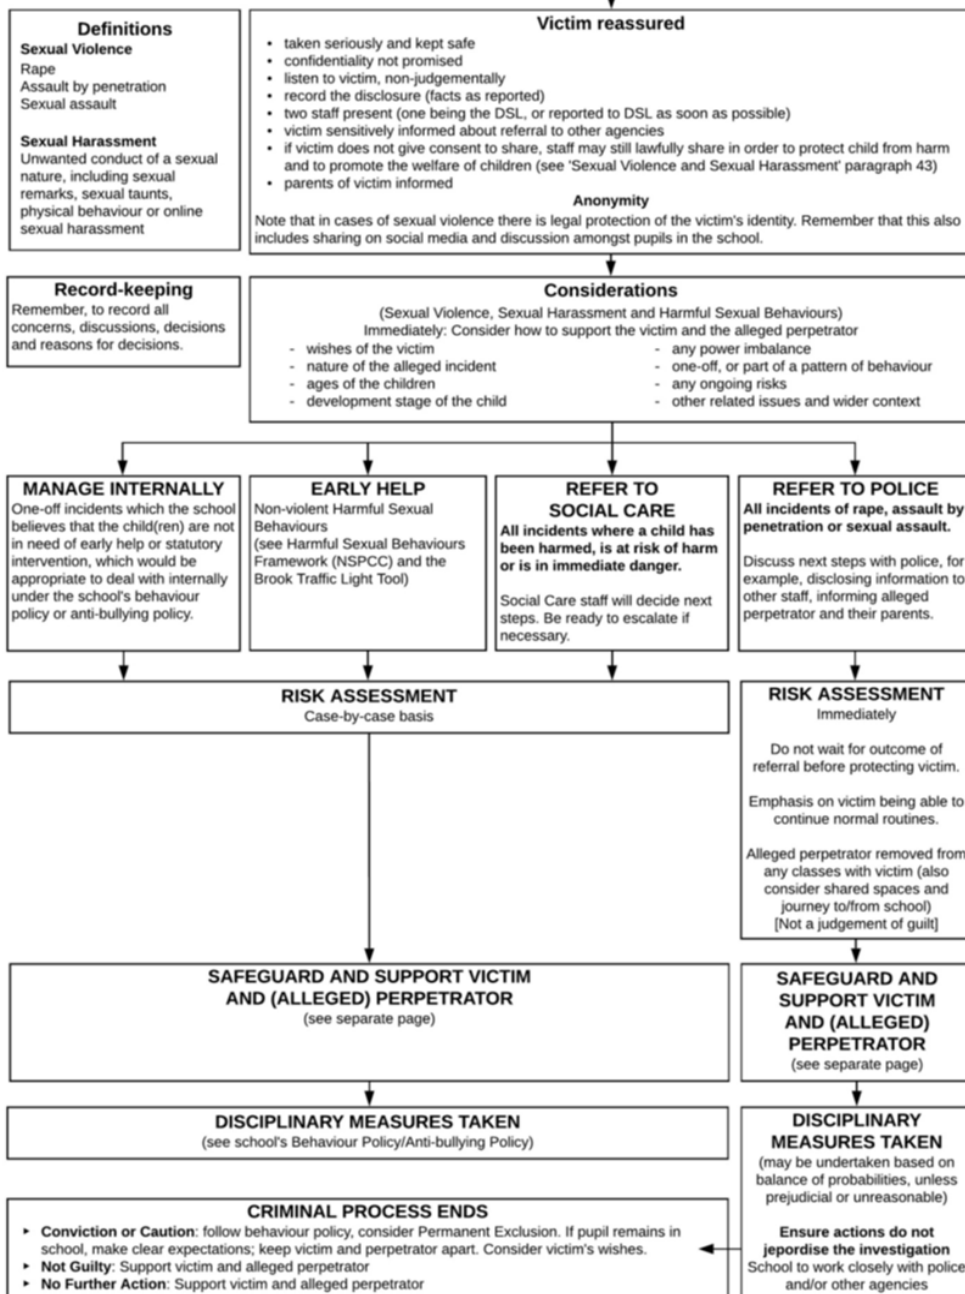 Definitions
Sexual Violence
Rape
Assault by penetration
Sexual assault
Sexual Harassment
Unwanted conduct of a sexual
nature, including sexual
remarks, sexual taunts,
physical behaviour or online
sexual harassment
Victim reassured
• taken seriously and kept safe
• confidentiality not promised
• listen to victim, non-judgementally
• record the disclosure (facts as reported)
• two staff present (one being the DSL, or reported to DSL as soon as possible)
• victim sensitively informed about referral to other agencies
• if victim does not give consent to share, staff may still lawfully share in order to protect child from harm
and to promote the welfare of children (see 'Sexual Violence and Sexual Harassment' paragraph 43)
• parents of victim informed
Anonymity
Note that in cases of sexual violence there is legal protection of the victim's identity. Remember that this also
includes sharing on social media and discussion amongst pupils in the school.
Record-keeping
Remember, to record all
concerns, discussions, decisions
and reasons for decisions.
Considerations
(Sexual Violence, Sexual Harassment and Harmful Sexual Behaviours)
Immediately: Consider how to support the victim and the alleged perpetrator
- wishes of the victim
- nature of the alleged incident
- ages of the children
- development stage of the child
- any power imbalance
- one-off, or part of a pattern of behaviour
- any ongoing risks
- other related issues and wider context
MANAGE INTERNALLY
One-off incidents which the school
believes that the child(ren) are not
in need of early help or statutory
intervention, which would be
appropriate to deal with internally
under the school's behaviour
policy or anti-bullying policy.
EARLY HELP
Non-violent Harmful Sexual
Behaviours
(see Harmful Sexual Behaviours
Framework (NSPCC) and the
Brook Traffic Light Tool)
REFER TO
SOCIAL CARE
All incidents where a child has
been harmed, is at risk of harm
or is in immediate danger.
Social Care staff will decide next
steps. Be ready to escalate if
necessary.
REFER TO POLICE
All incidents of rape, assault by
penetration or sexual assault.
Discuss next steps with police, for
example, disclosing information to
other staff, informing alleged
perpetrator and their parents.
RISK ASSESSMENT
Case-by-case basis
RISK ASSESSMENT
Immediately
Do not wait for outcome of
referral before protecting victim.
Emphasis on victim being able to
continue normal routines.
Alleged perpetrator removed from
any classes with victim (also
consider shared spaces and
journey to/from school)
[Not a judgement of guilt]
SAFEGUARD AND SUPPORT VICTIM
AND (ALLEGED) PERPETRATOR
(see separate page)
SAFEGUARD AND
SUPPORT VICTIM
AND (ALLEGED)
PERPETRATOR
(see separate page)
DISCIPLINARY MEASURES TAKEN
(see school's Behaviour Policy/Anti-bullying Policy)
DISCIPLINARY
MEASURES TAKEN
(may be undertaken based on
balance of probabilities, unless
prejudicial or unreasonable)
Ensure actions do not
jepordise the investigation
School to work closely with police
and/or other agencies
CRIMINAL PROCESS ENDS
‣ Conviction or Caution: follow behaviour policy, consider Permanent Exclusion. If pupil remains in
school, make clear expectations; keep victim and perpetrator apart. Consider victim's wishes.
‣ Not Guilty: Support victim and alleged perpetrator
‣ No Further Action: Support victim and alleged perpetrator